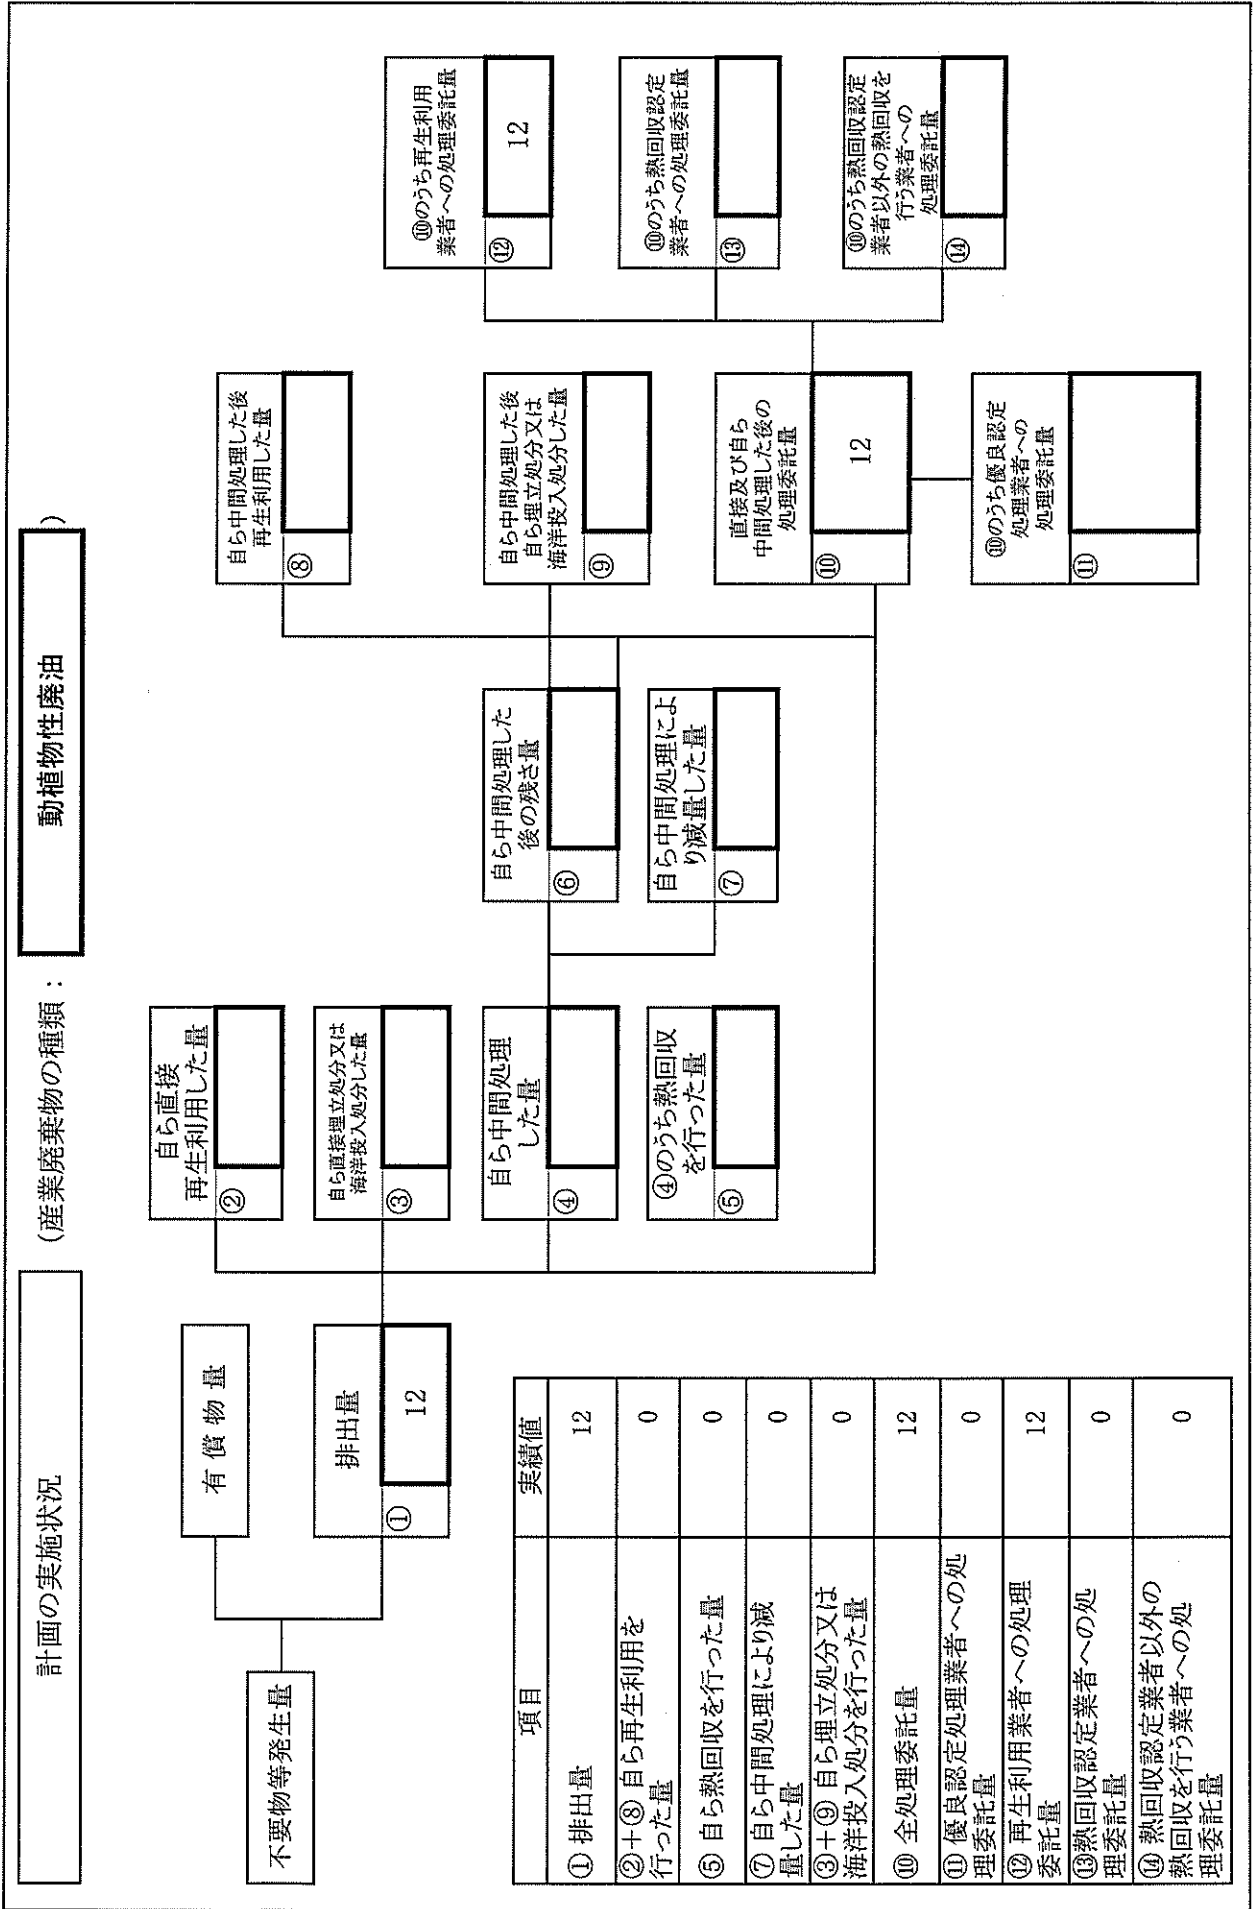 計画の実施状況
(産業廃棄物の種類：
動植物性廃油
)
不要物等発生量
有 償 物 量
排出量
①
12
自ら直接
再生利用した量
②
自ら直接埋立処分又は
海洋投入処分した量
③
自ら中間処理
した量
④
④のうち熱回収
を行った量
⑤
自ら中間処理した
後の残さ量
⑥
自ら中間処理によ
り減量した量
⑦
自ら中間処理した後
再生利用した量
⑧
自ら中間処理した後
自ら埋立処分又は
海洋投入処分した量
⑨
直接及び自ら
中間処理した後の
処理委託量
⑩
12
⑩のうち優良認定
処理業者への
処理委託量
⑪
⑩のうち再生利用
業者への処理委託量
⑫
12
⑩のうち熱回収認定
業者への処理委託量
⑬
⑩のうち熱回収認定
業者以外の熱回収を
行う業者への
処理委託量
⑭
項目 実績値
① 排出量 12
②+⑧ 自ら再生利用を
行った量 0
⑤ 自ら熱回収を行った量 0
⑦ 自ら中間処理により減
量した量 0
③+⑨ 自ら埋立処分又は
海洋投入処分を行った量 0
⑩ 全処理委託量 12
⑪ 優良認定処理業者への処
理委託量 0
⑫ 再生利用業者への処理
委託量 12
⑬熱回収認定業者への処
理委託量 0
⑭ 熱回収認定業者以外の
熱回収を行う業者への処
理委託量 0